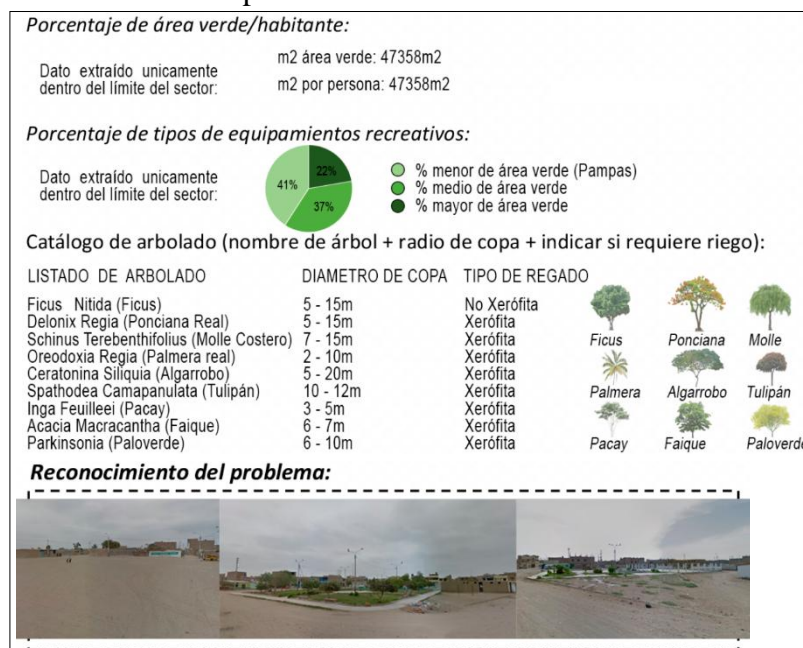 Porcentaje de área verde/habitante:
Dato extraído unicamente dentro del límite del sector:
m2 área verde: 47358m2
m2 por persona: 47358m2
Porcentaje de tipos de equipamientos recreativos:
Dato extraído unicamente dentro del límite del sector:
41%
22%
37%
% menor de área verde (Pampas)
% medio de área verde
% mayor de área verde
Catálogo de arbolado (nombre de árbol + radio de copa + indicar si requiere riego):
LISTADO DE ARBOLADO DIAMETRO DE COPA TIPO DE REGADO
Ficus Nitida (Ficus) 5 - 15m No Xerófita
Delonix Regia (Ponciana Real) 5 - 15m Xerófita
Schinus Terebenthifolius (Molle Costero) 7 - 15m Xerófita
Oreodoxia Regia (Palmera real) 2 - 10m Xerófita
Ceratonina Siliquia (Algarrobo) 5 - 20m Xerófita
Spathodea Camapanulata (Tulipán) 10 - 12m Xerófita
Inga Feuilleei (Pacay) 3 - 5m Xerófita
Acacia Macracantha (Faique) 6 - 7m Xerófita
Parkinsonia (Paloverde) 6 - 10m Xerófita
Ficus Ponciana Molle
Palmera Algarrobo Tulipán
Pacay Faique Paloverde
Reconocimiento del problema: